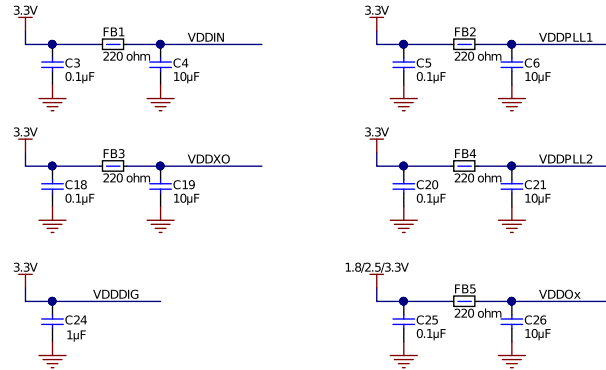 3.3V
FB1
VDDIN
C3
0.1µF
220 ohm
C4
10µF
3.3V
FB2
VDDPLL1
C5
0.1µF
220 ohm
C6
10µF
3.3V
FB3
VDDXO
C18
0.1µF
220 ohm
C19
10µF
3.3V
FB4
VDDPLL2
C20
0.1µF
220 ohm
C21
10µF
3.3V
VDDDIG
C24
1µF
1.8/2.5/3.3V
FB5
VDDOx
C25
0.1µF
220 ohm
C26
10µF